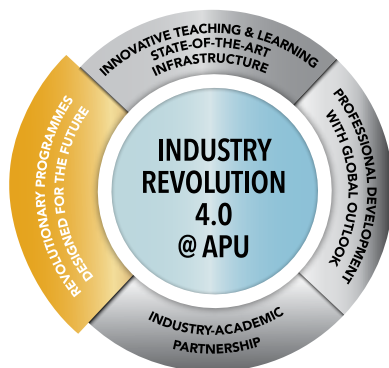 INNOVATIVE TEACHING & LEARNING
STATE-OF-THE-ART
INFRASTRUCTURE
PROFESSIONAL DEVELOPMENT
WITH GLOBAL OUTLOOK
INDUSTRY-ACADEMIC
PARTNERSHIP
REVOLUTIONARY PROGRAMMES
DESIGNED FOR THE FUTURE
INDUSTRY
REVOLUTION
4.0
@ APU